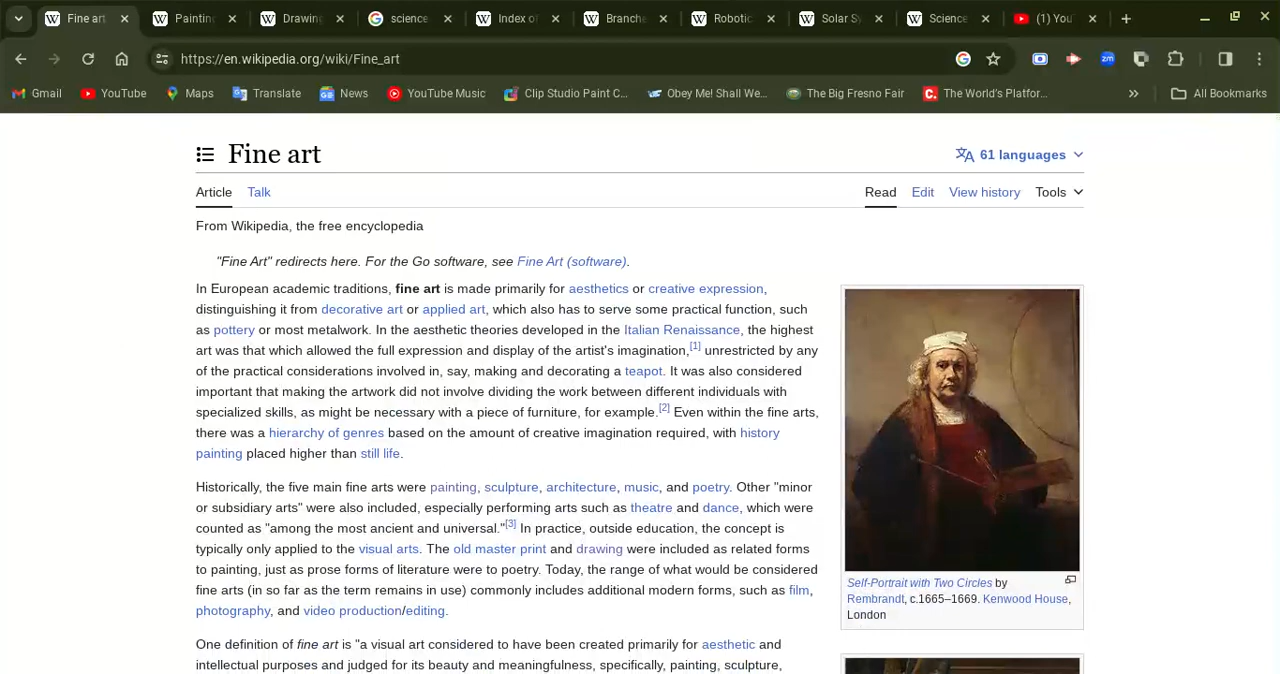 Fine art Painting Drawing science Index of Branche Robotic Solar Sy Science (1) You
https://en.wikipedia.org/wiki/Fine_art
Gmail YouTube Maps Translate News YouTube Music Clip Studio Paint C... Obey Me! Shall We... The Big Fresno Fair The World's Platfor... All Bookmarks
Fine art
61 languages
Article Talk Read Edit View history Tools
From Wikipedia, the free encyclopedia
"Fine Art" redirects here. For the Go software, see Fine Art (software).
In European academic traditions, fine art is made primarily for aesthetics or creative expression,
distinguishing it from decorative art or applied art, which also has to serve some practical function, such
as pottery or most metalwork. In the aesthetic theories developed in the Italian Renaissance, the highest
art was that which allowed the full expression and display of the artist's imagination,[1] unrestricted by any
of the practical considerations involved in, say, making and decorating a teapot. It was also considered
important that making the artwork did not involve dividing the work between different individuals with
specialized skills, as might be necessary with a piece of furniture, for example.[2] Even within the fine arts,
there was a hierarchy of genres based on the amount of creative imagination required, with history
painting placed higher than still life.
Historically, the five main fine arts were painting, sculpture, architecture, music, and poetry. Other "minor
or subsidiary arts" were also included, especially performing arts such as theatre and dance, which were
counted as "among the most ancient and universal."[3] In practice, outside education, the concept is
typically only applied to the visual arts. The old master print and drawing were included as related forms
to painting, just as prose forms of literature were to poetry. Today, the range of what would be considered
fine arts (in so far as the term remains in use) commonly includes additional modern forms, such as film,
photography, and video production/editing.
One definition of fine art is "a visual art considered to have been created primarily for aesthetic and
intellectual purposes and judged for its beauty and meaningfulness, specifically, painting, sculpture,
Self-Portrait with Two Circles by
Rembrandt, c.1665–1669. Kenwood House,
London